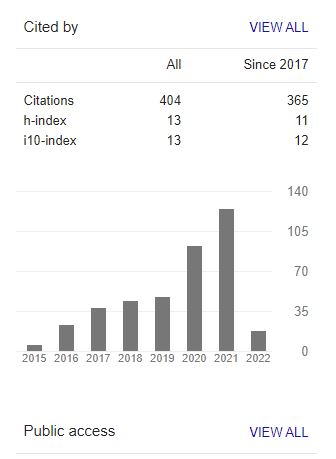 Cited by VIEW ALL
All Since 2017
Citations 404 365
h-index 13 11
i10-index 13 12
140
105
70
35
0
2015 2016 2017 2018 2019 2020 2021 2022
Public access VIEW ALL